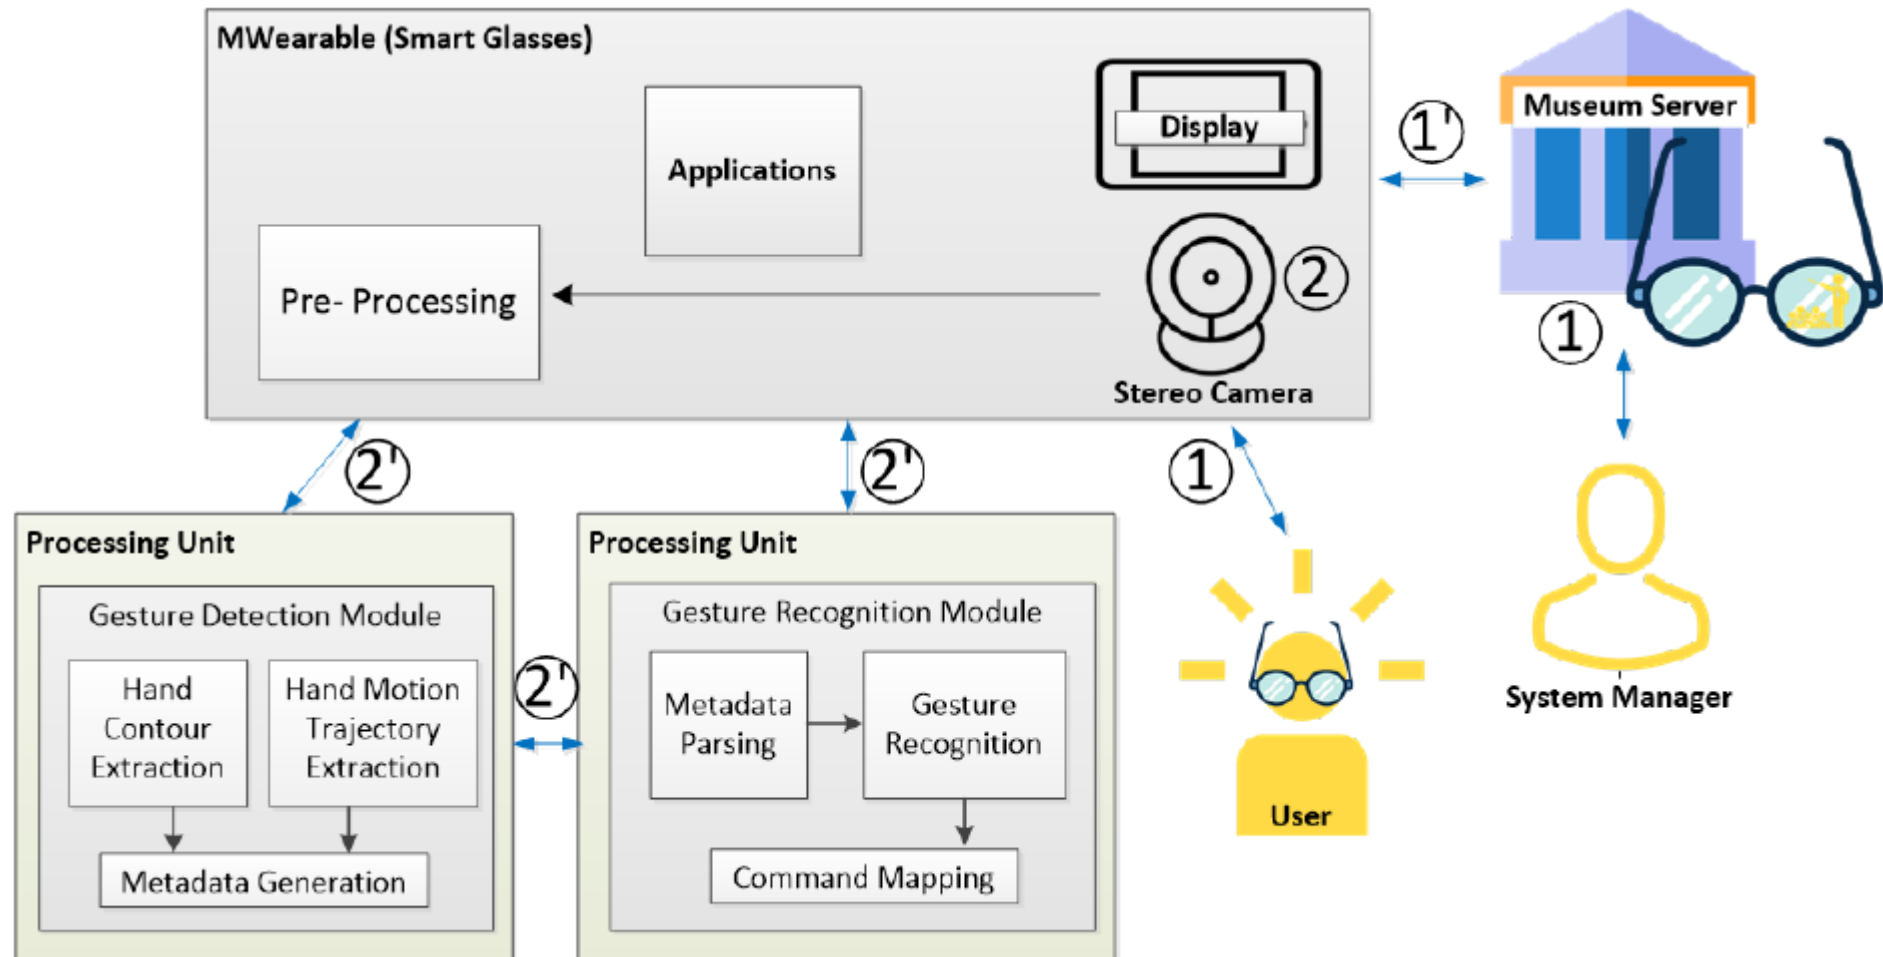 MWearable (Smart Glasses)
Applications
Display
Pre- Processing
2
Stereo Camera
1'
Museum Server
1
2'
2'
1
System Manager
User
Processing Unit
Gesture Detection Module
Hand
Contour
Extraction
Hand Motion
Trajectory
Extraction
Metadata Generation
2'
Processing Unit
Gesture Recognition Module
Metadata
Parsing
Gesture
Recognition
Command Mapping